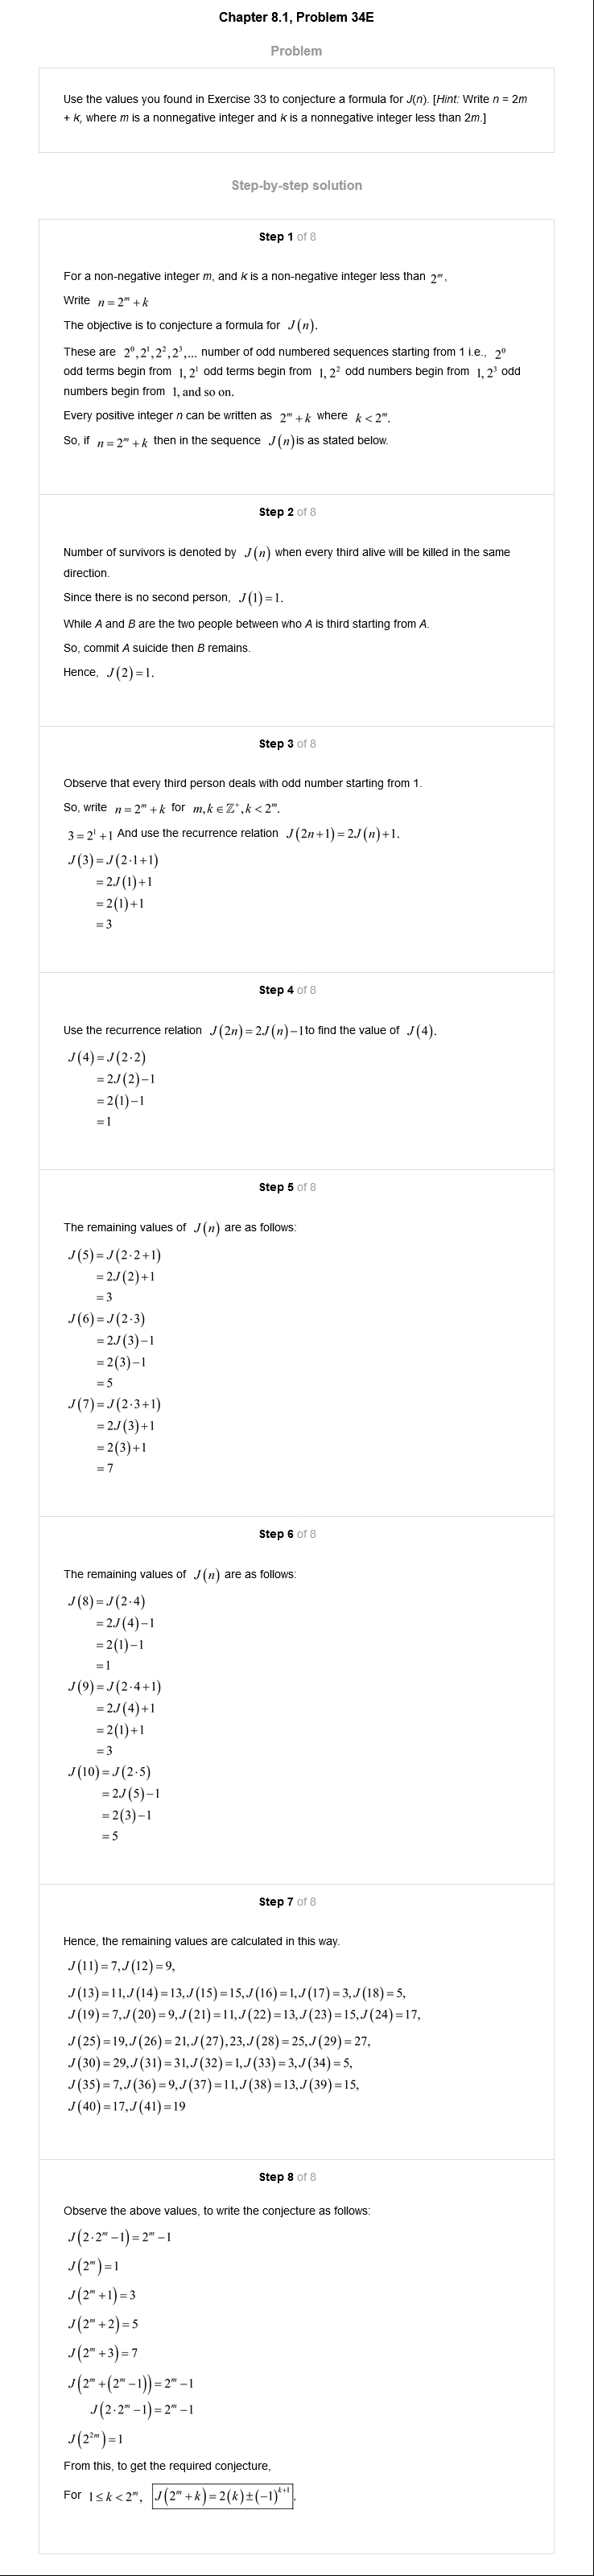 Chapter 8.1, Problem 34E
Problem
Use the values you found in Exercise 33 to conjecture a formula for J(n). [Hint: Write n = 2m
+ k, where m is a nonnegative integer and k is a nonnegative integer less than 2m.]
Step-by-step solution
Step 1 of 8
For a non-negative integer m, and k is a non-negative integer less than 2^m,
Write n = 2^m + k
The objective is to conjecture a formula for J(n).
These are 2^0, 2^1, 2^2, 2^3,... number of odd numbered sequences starting from 1 i.e., 2^0
odd terms begin from 1, 2^1 odd terms begin from 1, 2^2 odd numbers begin from 1, 2^3 odd
numbers begin from 1, and so on.
Every positive integer n can be written as 2^m + k where k < 2^m.
So, if n = 2^m + k then in the sequence J(n) is as stated below.
Step 2 of 8
Number of survivors is denoted by J(n) when every third alive will be killed in the same
direction.
Since there is no second person, J(1) = 1.
While A and B are the two people between who A is third starting from A.
So, commit A suicide then B remains.
Hence, J(2) = 1.
Step 3 of 8
Observe that every third person deals with odd number starting from 1.
So, write n = 2^m + k for m, k ∈ ℤ^+, k < 2^m.
3 = 2^1 + 1 And use the recurrence relation J(2n+1) = 2J(n)+1.
J(3) = J(2·1+1)
= 2J(1)+1
= 2(1)+1
= 3
Step 4 of 8
Use the recurrence relation J(2n) = 2J(n)−1 to find the value of J(4).
J(4) = J(2·2)
= 2J(2)−1
= 2(1)−1
= 1
Step 5 of 8
The remaining values of J(n) are as follows:
J(5) = J(2·2+1)
= 2J(2)+1
= 3
J(6) = J(2·3)
= 2J(3)−1
= 2(3)−1
= 5
J(7) = J(2·3+1)
= 2J(3)+1
= 2(3)+1
= 7
Step 6 of 8
The remaining values of J(n) are as follows:
J(8) = J(2·4)
= 2J(4)−1
= 2(1)−1
= 1
J(9) = J(2·4+1)
= 2J(4)+1
= 2(1)+1
= 3
J(10) = J(2·5)
= 2J(5)−1
= 2(3)−1
= 5
Step 7 of 8
Hence, the remaining values are calculated in this way.
J(11) = 7, J(12) = 9,
J(13) = 11, J(14) = 13, J(15) = 15, J(16) = 1, J(17) = 3, J(18) = 5,
J(19) = 7, J(20) = 9, J(21) = 11, J(22) = 13, J(23) = 15, J(24) = 17,
J(25) = 19, J(26) = 21, J(27), 23, J(28) = 25, J(29) = 27,
J(30) = 29, J(31) = 31, J(32) = 1, J(33) = 3, J(34) = 5,
J(35) = 7, J(36) = 9, J(37) = 11, J(38) = 13, J(39) = 15,
J(40) = 17, J(41) = 19
Step 8 of 8
Observe the above values, to write the conjecture as follows:
J(2·2^m −1) = 2^m −1
J(2^m) = 1
J(2^m +1) = 3
J(2^m +2) = 5
J(2^m +3) = 7
J(2^m +(2^m −1)) = 2^m −1
J(2·2^m −1) = 2^m −1
J(2^{2m}) = 1
From this, to get the required conjecture,
For 1 ≤ k < 2^m, J(2^m + k) = 2(k) ± (−1)^{k+1}.